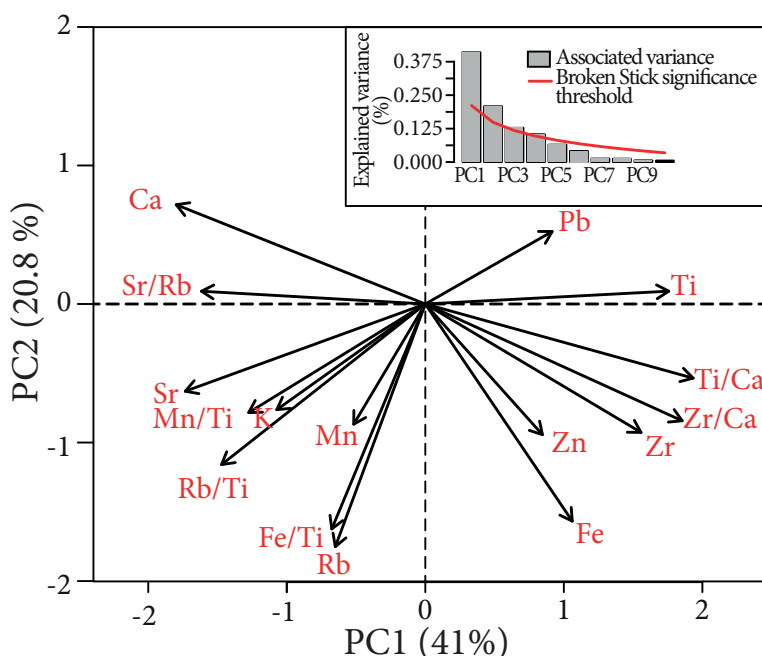 2
1
0
-1
-2
PC2 (20.8 %)
Explained variance
(%)
0.375
0.250
0.125
0.000
PC1 PC3 PC5 PC7 PC9
Associated variance
Broken Stick significance
threshold
Ca
Pb
Sr/Rb
Ti
Sr
Ti/Ca
Mn/Ti
K
Zr/Ca
Mn
Zn
Zr
Rb/Ti
Fe/Ti
Fe
Rb
-2 -1 0 1 2
PC1 (41%)